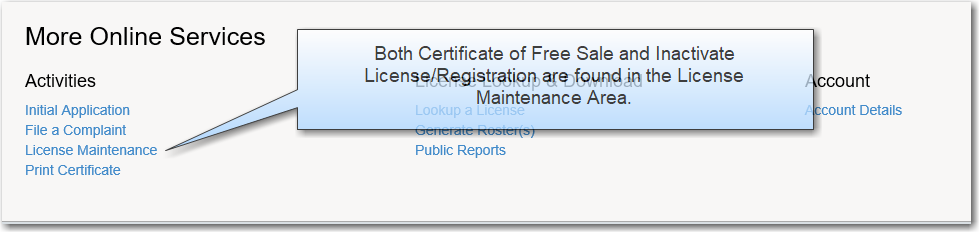 More Online Services
Both Certificate of Free Sale and Inactivate
License/Registration are found in the License
Maintenance Area.
Activities
License Lookup & Download
Account
Initial Application
Lookup a License
Account Details
File a Complaint
Generate Roster(s)
License Maintenance
Public Reports
Print Certificate